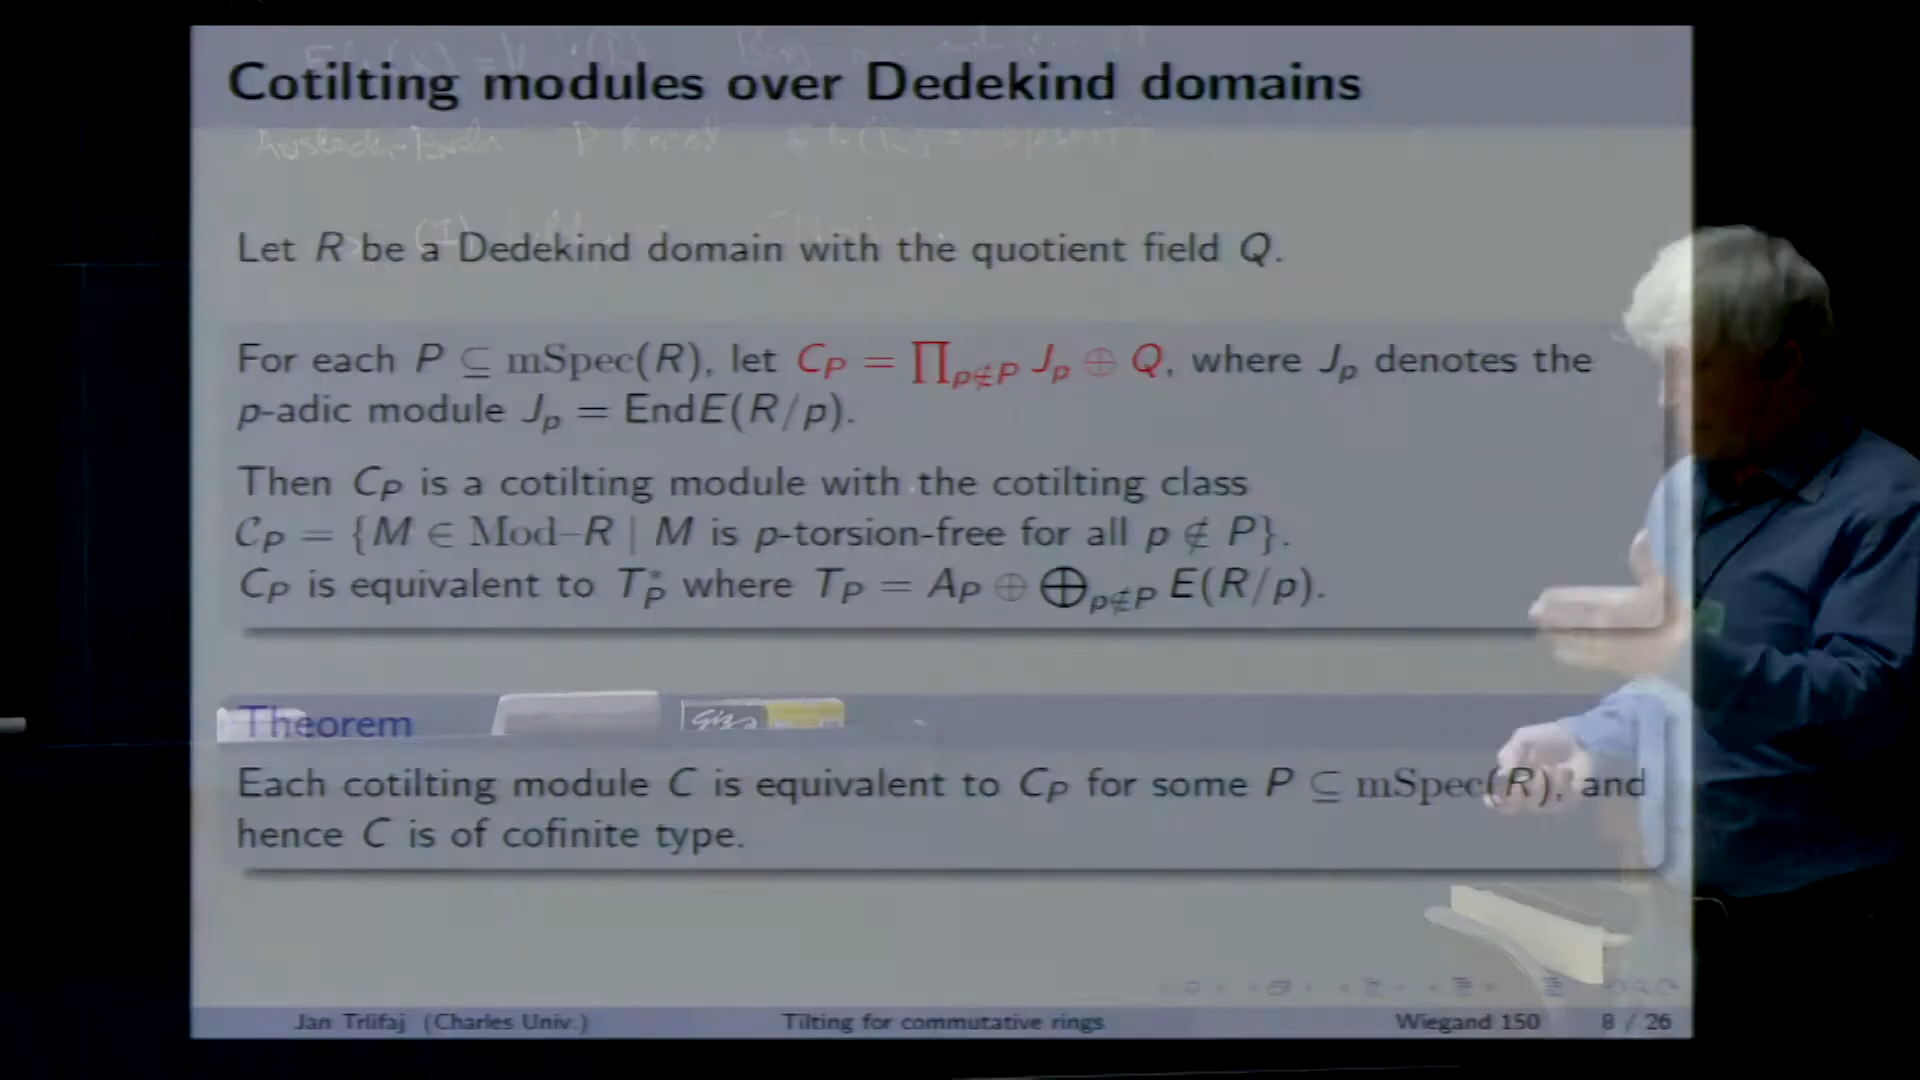 Cotilting modules over Dedekind domains
Let R be a Dedekind domain with the quotient field Q.
For each P ⊆ mSpec(R), let C_P = ∏_{p∉P} J_p ⊕ Q, where J_p denotes the
p-adic module J_p = EndE(R/p).
Then C_P is a cotilting module with the cotilting class
𝒞_P = {M ∈ Mod–R | M is p-torsion-free for all p ∉ P}.
C_P is equivalent to T_P^* where T_P = A_P ⊕ ⨁_{p∉P} E(R/p).
Theorem
Each cotilting module C is equivalent to C_P for some P ⊆ mSpec(R), and
hence C is of cofinite type.
Jan Trlifaj (Charles Univ.) Tilting for commutative rings Wiegand 150 8 / 26